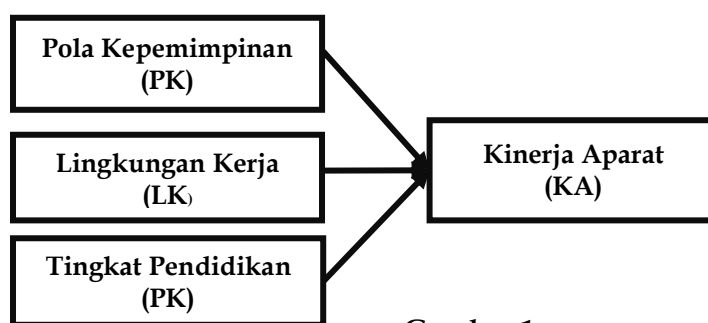 Pola Kepemimpinan
(PK)
Lingkungan Kerja
(LK)
Tingkat Pendidikan
(PK)
Kinerja Aparat
(KA)